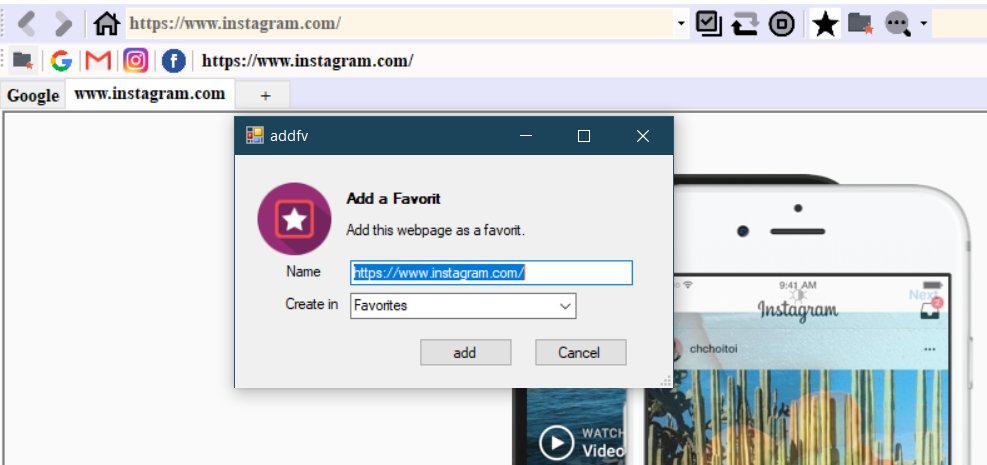 https://www.instagram.com/
https://www.instagram.com/
Google
www.instagram.com
+
addfv
Add a Favorit
Add this webpage as a favorit.
Name
https://www.instagram.com/
Create in
Favorites
add
Cancel
9:41 AM
Next
Instagram
2
chchoitoi
WATCH
Video